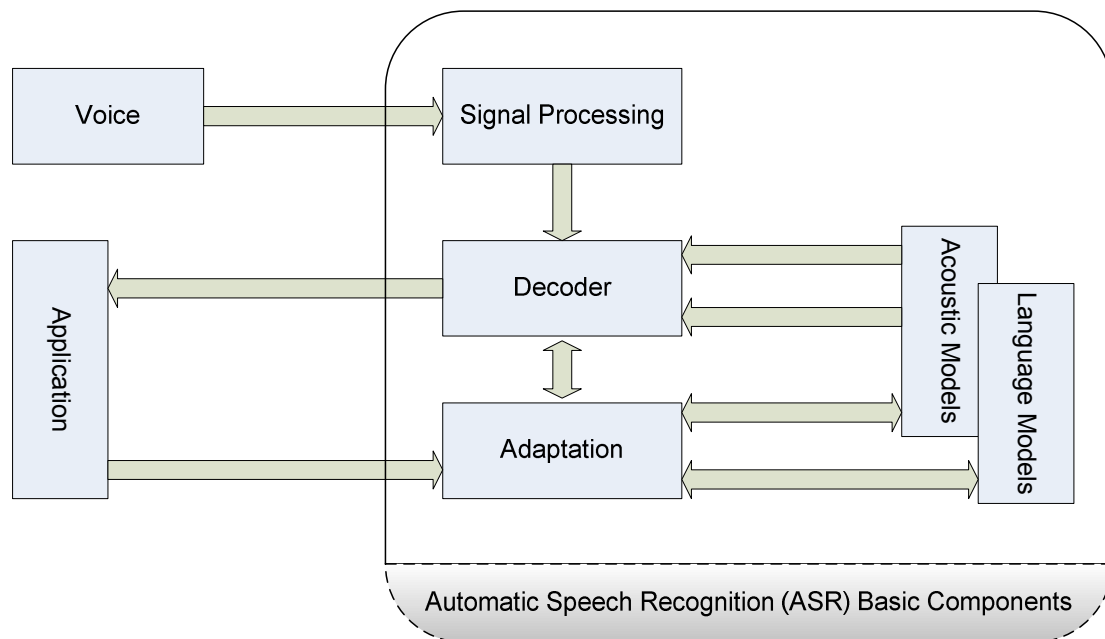 Voice
Signal Processing
Decoder
Application
Adaptation
Acoustic Models
Language Models
Automatic Speech Recognition (ASR) Basic Components